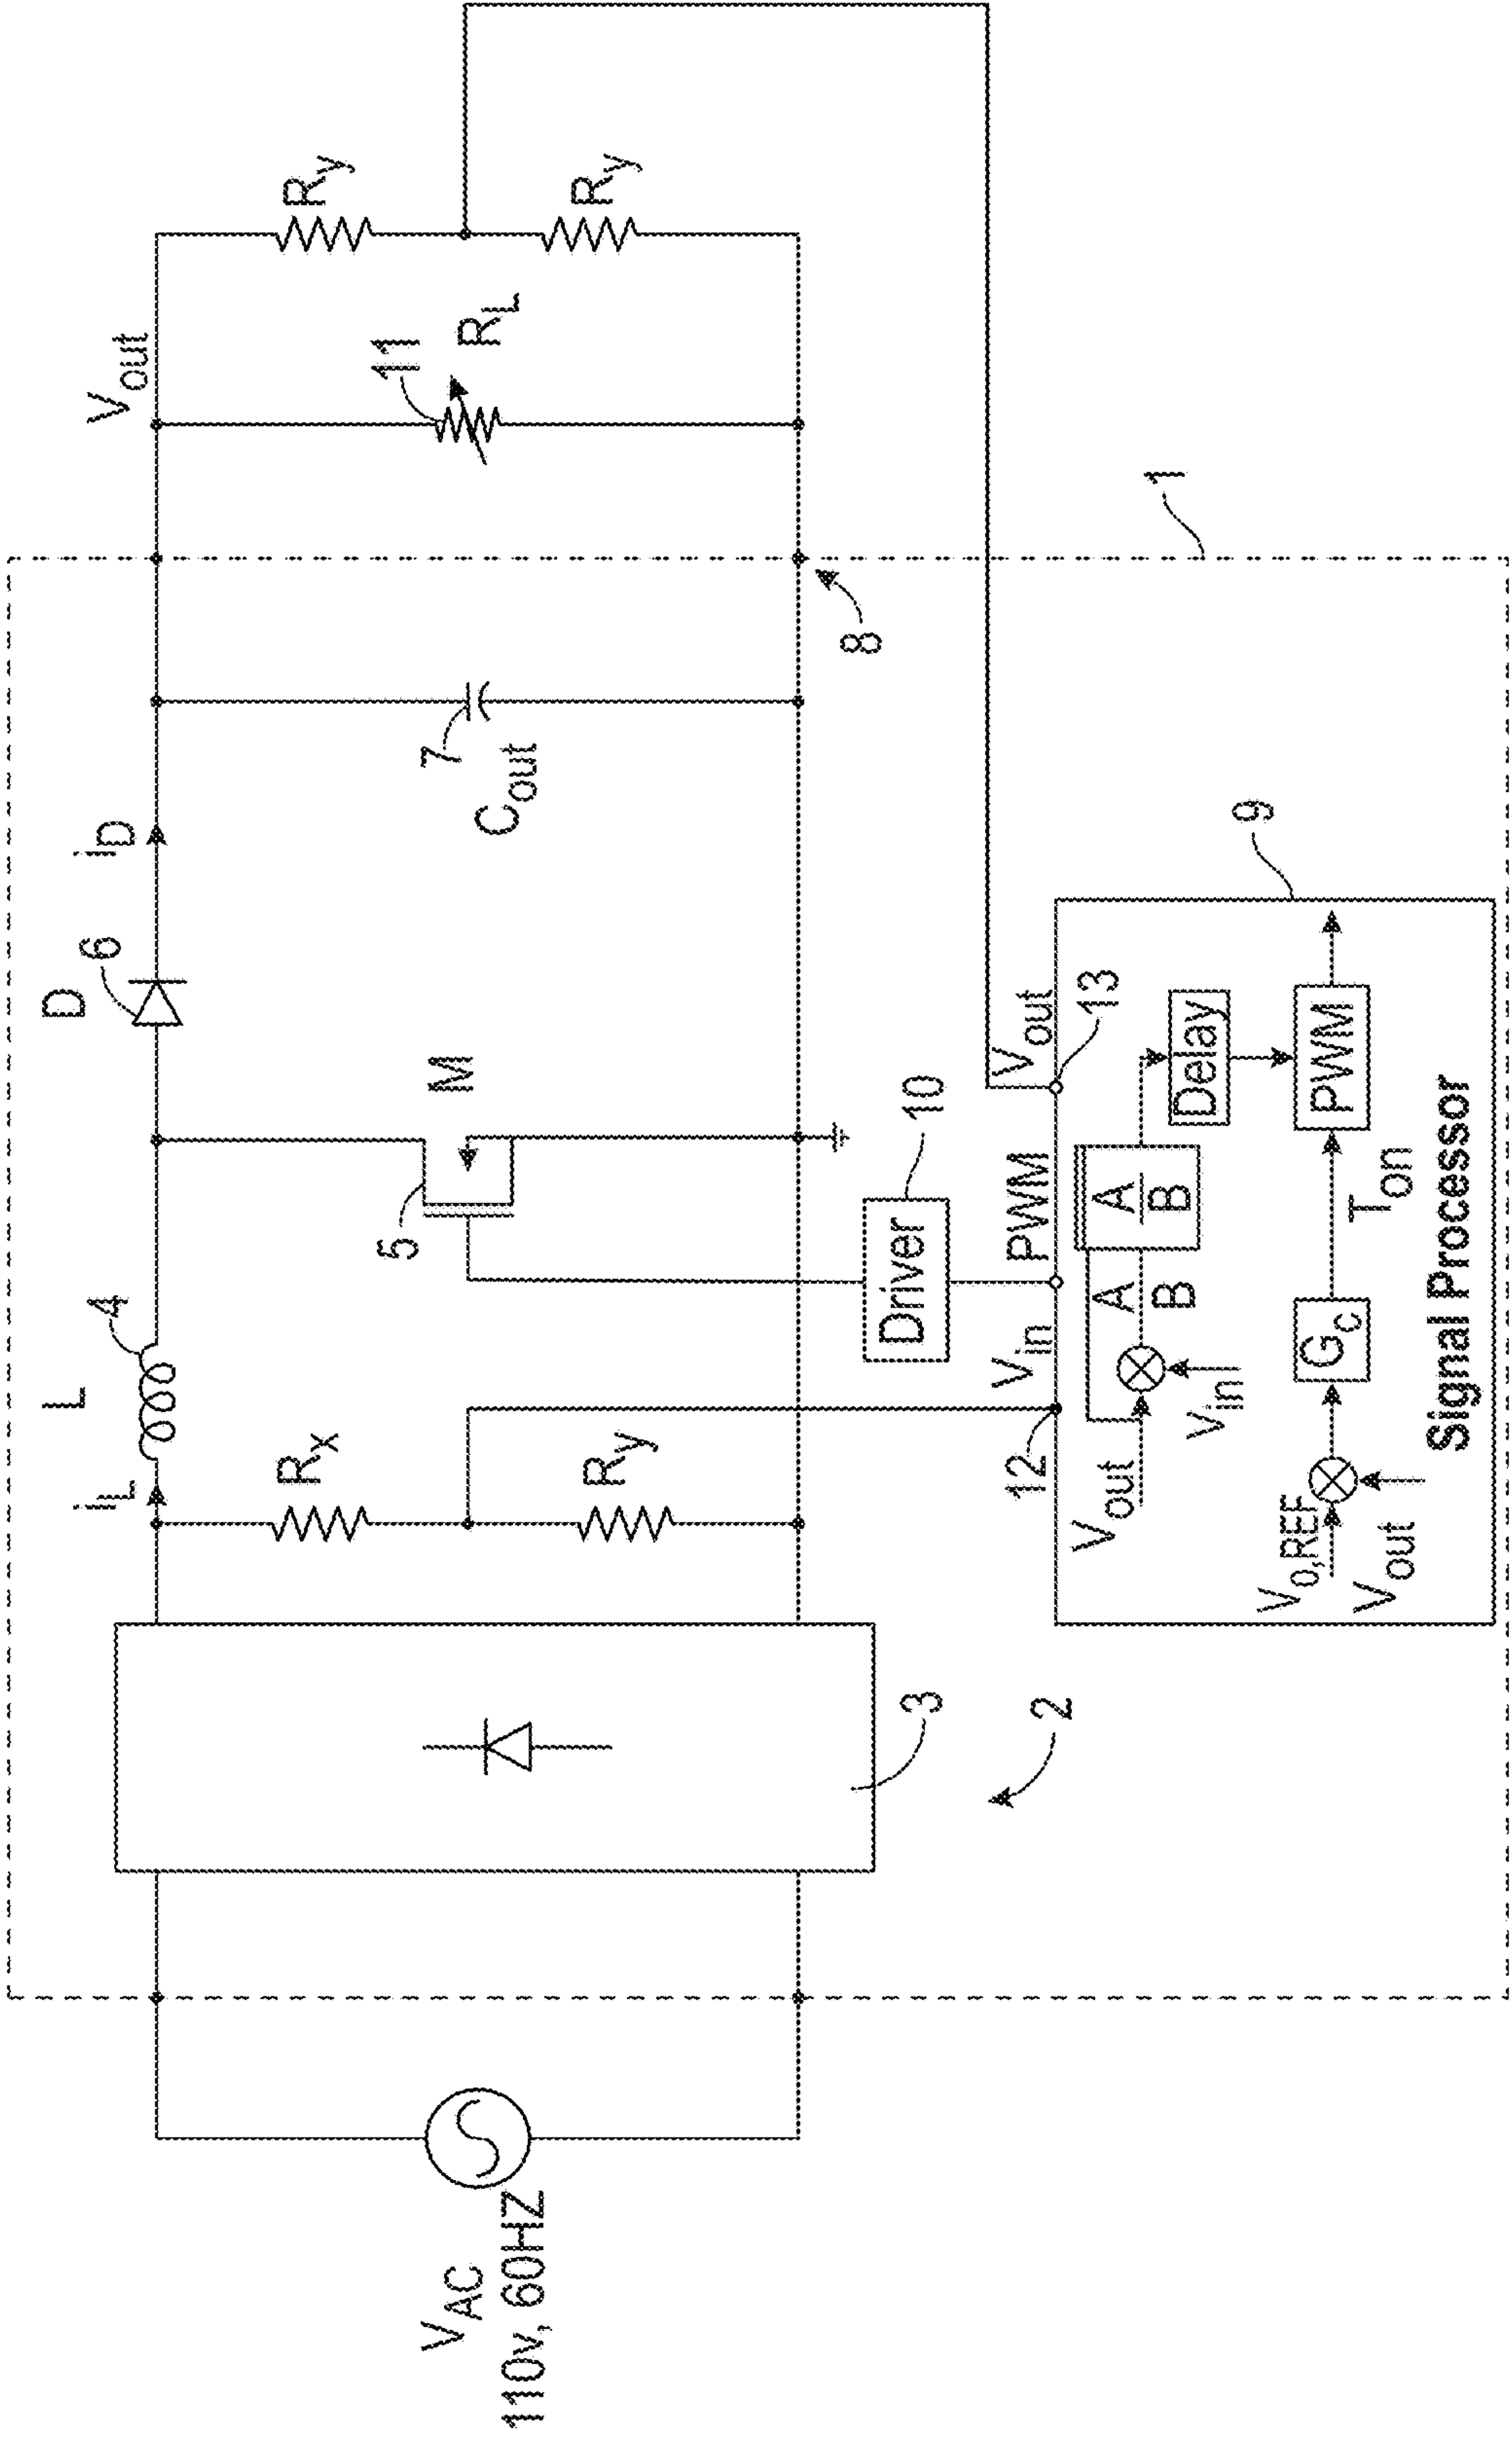 V_AC
110v, 60HZ
2
3
i_L
L
4
R_x
R_y
5
M
D
6
i_D
7
C_out
8
V_out
11
R_L
R_y
R_y
1
Driver
10
12
V_in
PWM
V_out
13
9
V_out
V_in
A
B
A
B
Delay
V_o,REF
V_out
G_c
T_on
PWM
Signal Processor